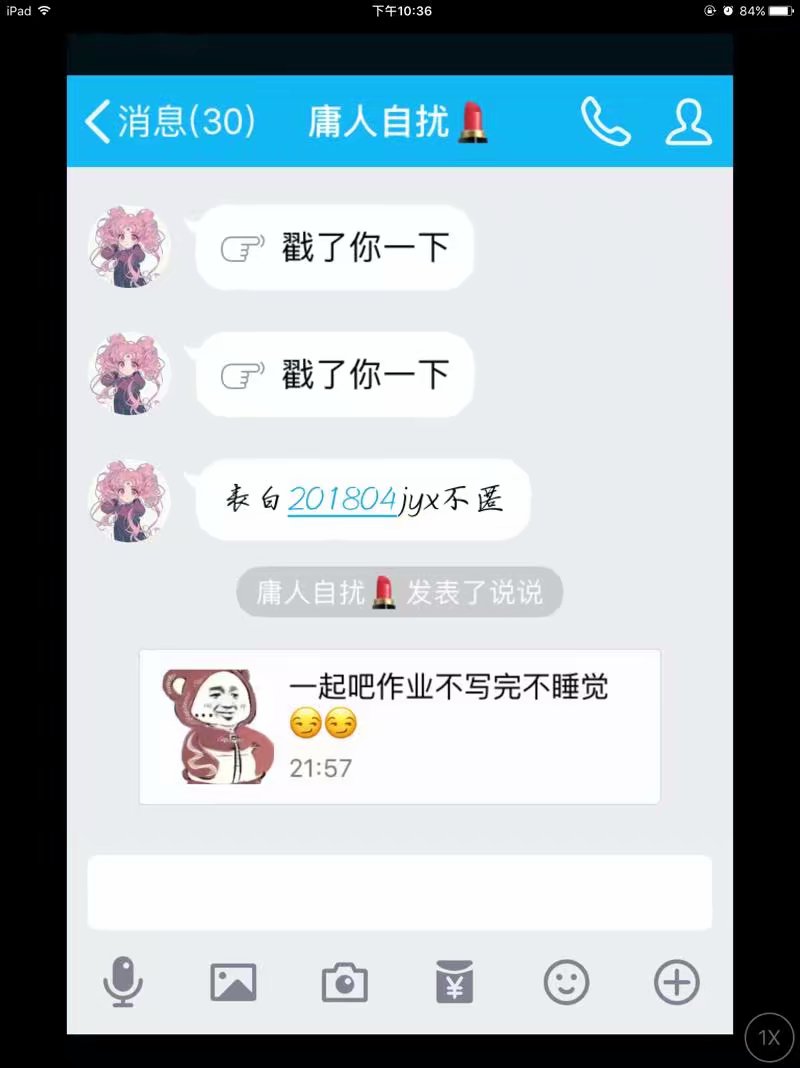 iPad 下午10:36 84%
消息(30) 庸人自扰💄
戳了你一下
戳了你一下
表白201804jyx不匿
庸人自扰💄发表了说说
一起吧作业不写完不睡觉
😏😏
21:57
1X